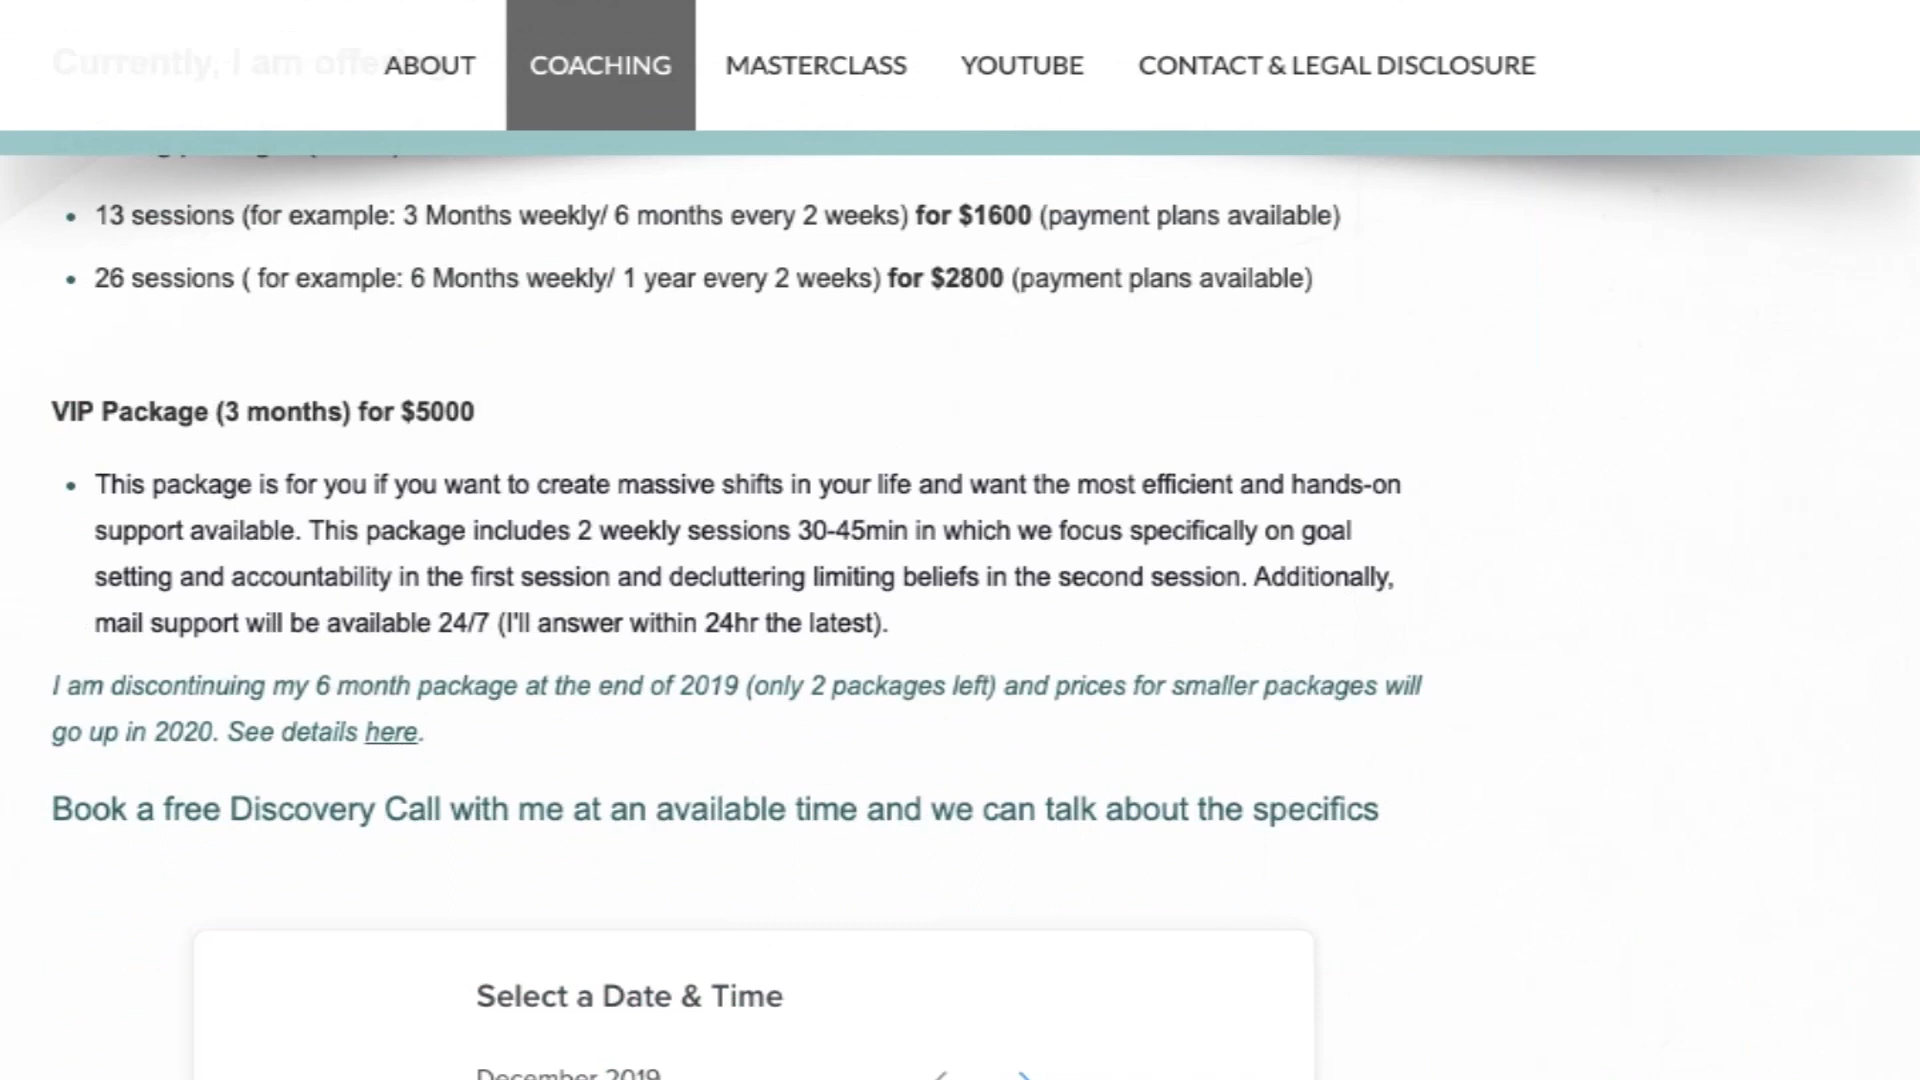 Currently, I am offe
ABOUT COACHING MASTERCLASS YOUTUBE CONTACT & LEGAL DISCLOSURE
• 13 sessions (for example: 3 Months weekly/ 6 months every 2 weeks) for $1600 (payment plans available)
• 26 sessions ( for example: 6 Months weekly/ 1 year every 2 weeks) for $2800 (payment plans available)
VIP Package (3 months) for $5000
• This package is for you if you want to create massive shifts in your life and want the most efficient and hands-on
support available. This package includes 2 weekly sessions 30-45min in which we focus specifically on goal
setting and accountability in the first session and decluttering limiting beliefs in the second session. Additionally,
mail support will be available 24/7 (I'll answer within 24hr the latest).
I am discontinuing my 6 month package at the end of 2019 (only 2 packages left) and prices for smaller packages will
go up in 2020. See details here.
Book a free Discovery Call with me at an available time and we can talk about the specifics
Select a Date & Time
December 2019